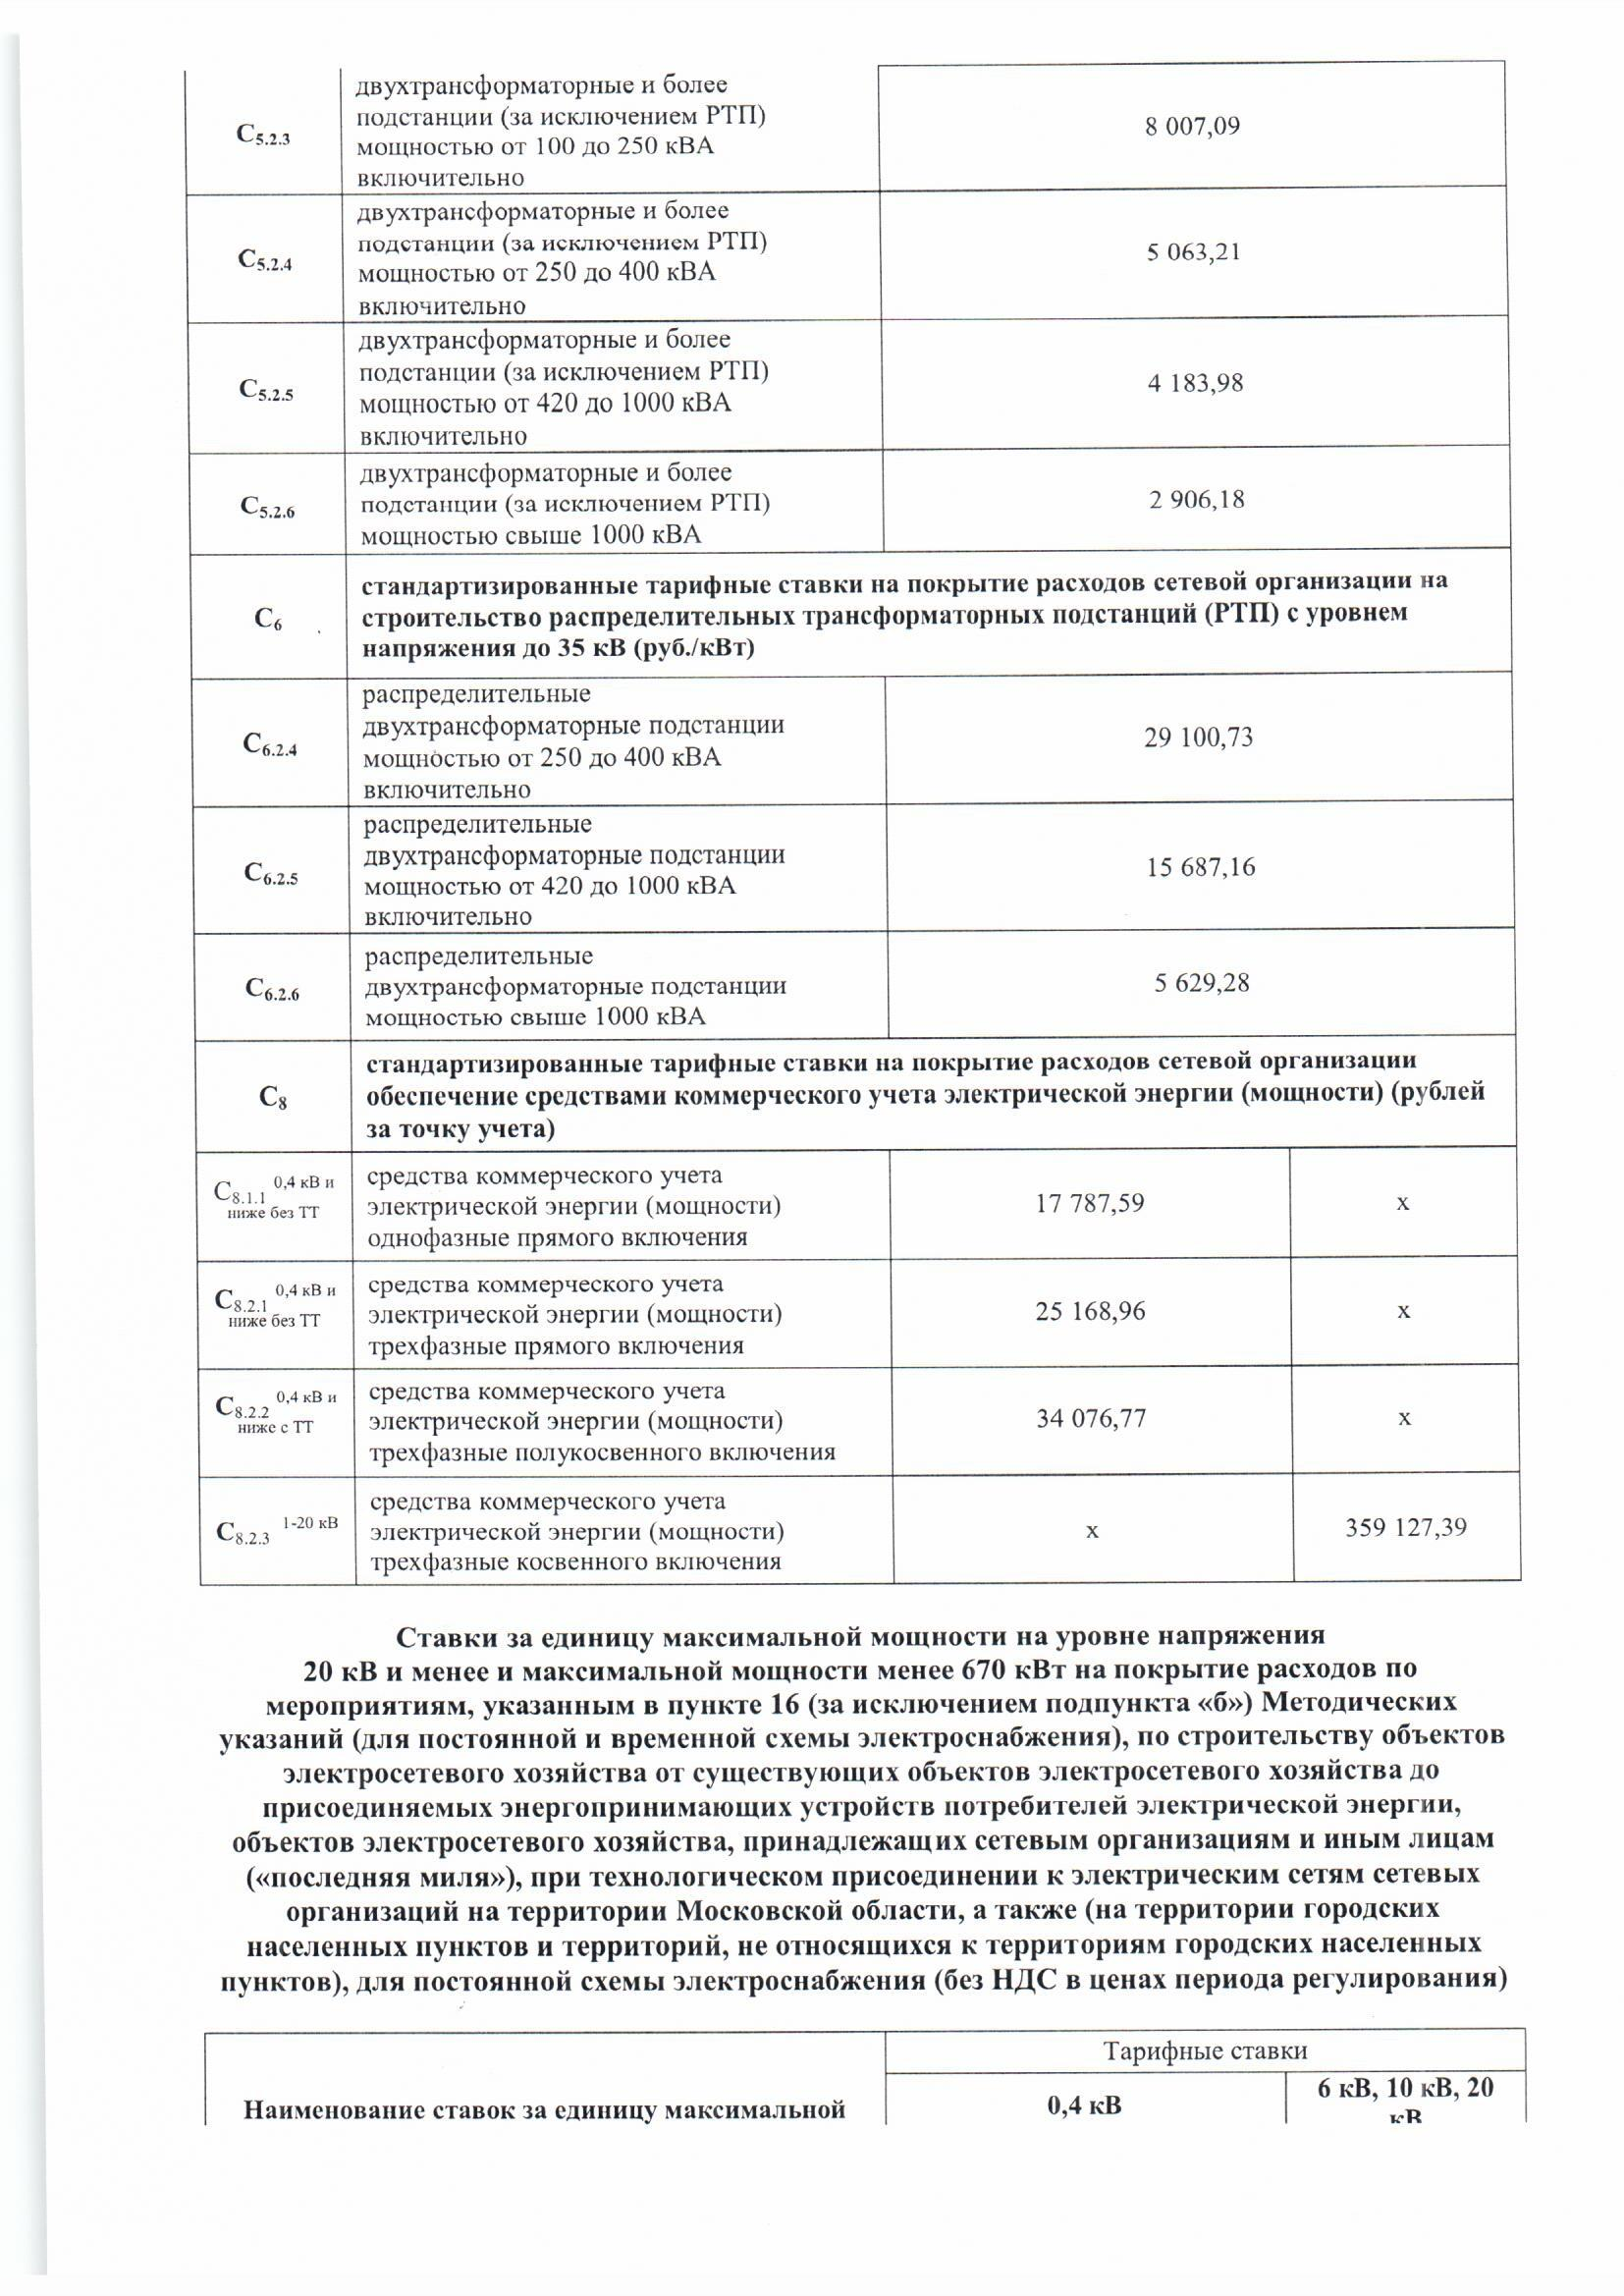 С5.2.3
двухтрансформаторные и более
подстанции (за исключением РТП)
мощностью от 100 до 250 кВА
включительно
8 007,09
С5.2.4
двухтрансформаторные и более
подстанции (за исключением РТП)
мощностью от 250 до 400 кВА
включительно
5 063,21
С5.2.5
двухтрансформаторные и более
подстанции (за исключением РТП)
мощностью от 420 до 1000 кВА
включительно
4 183,98
С5.2.6
двухтрансформаторные и более
подстанции (за исключением РТП)
мощностью свыше 1000 кВА
2 906,18
С6
стандартизированные тарифные ставки на покрытие расходов сетевой организации на
строительство распределительных трансформаторных подстанций (РТП) с уровнем
напряжения до 35 кВ (руб./кВт)
С6.2.4
распределительные
двухтрансформаторные подстанции
мощностью от 250 до 400 кВА
включительно
29 100,73
С6.2.5
распределительные
двухтрансформаторные подстанции
мощностью от 420 до 1000 кВА
включительно
15 687,16
С6.2.6
распределительные
двухтрансформаторные подстанции
мощностью свыше 1000 кВА
5 629,28
С8
стандартизированные тарифные ставки на покрытие расходов сетевой организации
обеспечение средствами коммерческого учета электрической энергии (мощности) (рублей
за точку учета)
С8.1.1 0,4 кВ и
ниже без ТТ
средства коммерческого учета
электрической энергии (мощности)
однофазные прямого включения
17 787,59
х
С8.2.1 0,4 кВ и
ниже без ТТ
средства коммерческого учета
электрической энергии (мощности)
трехфазные прямого включения
25 168,96
х
С8.2.2 0,4 кВ и
ниже с ТТ
средства коммерческого учета
электрической энергии (мощности)
трехфазные полукосвенного включения
34 076,77
х
С8.2.3 1-20 кВ
средства коммерческого учета
электрической энергии (мощности)
трехфазные косвенного включения
х
359 127,39
Ставки за единицу максимальной мощности на уровне напряжения
20 кВ и менее и максимальной мощности менее 670 кВт на покрытие расходов по
мероприятиям, указанным в пункте 16 (за исключением подпункта «б») Методических
указаний (для постоянной и временной схемы электроснабжения), по строительству объектов
электросетевого хозяйства от существующих объектов электросетевого хозяйства до
присоединяемых энергопринимающих устройств потребителей электрической энергии,
объектов электросетевого хозяйства, принадлежащих сетевым организациям и иным лицам
(«последняя миля»), при технологическом присоединении к электрическим сетям сетевых
организаций на территории Московской области, а также (на территории городских
населенных пунктов и территорий, не относящихся к территориям городских населенных
пунктов), для постоянной схемы электроснабжения (без НДС в ценах периода регулирования)
Наименование ставок за единицу максимальной
Тарифные ставки
0,4 кВ
6 кВ, 10 кВ, 20
кВ